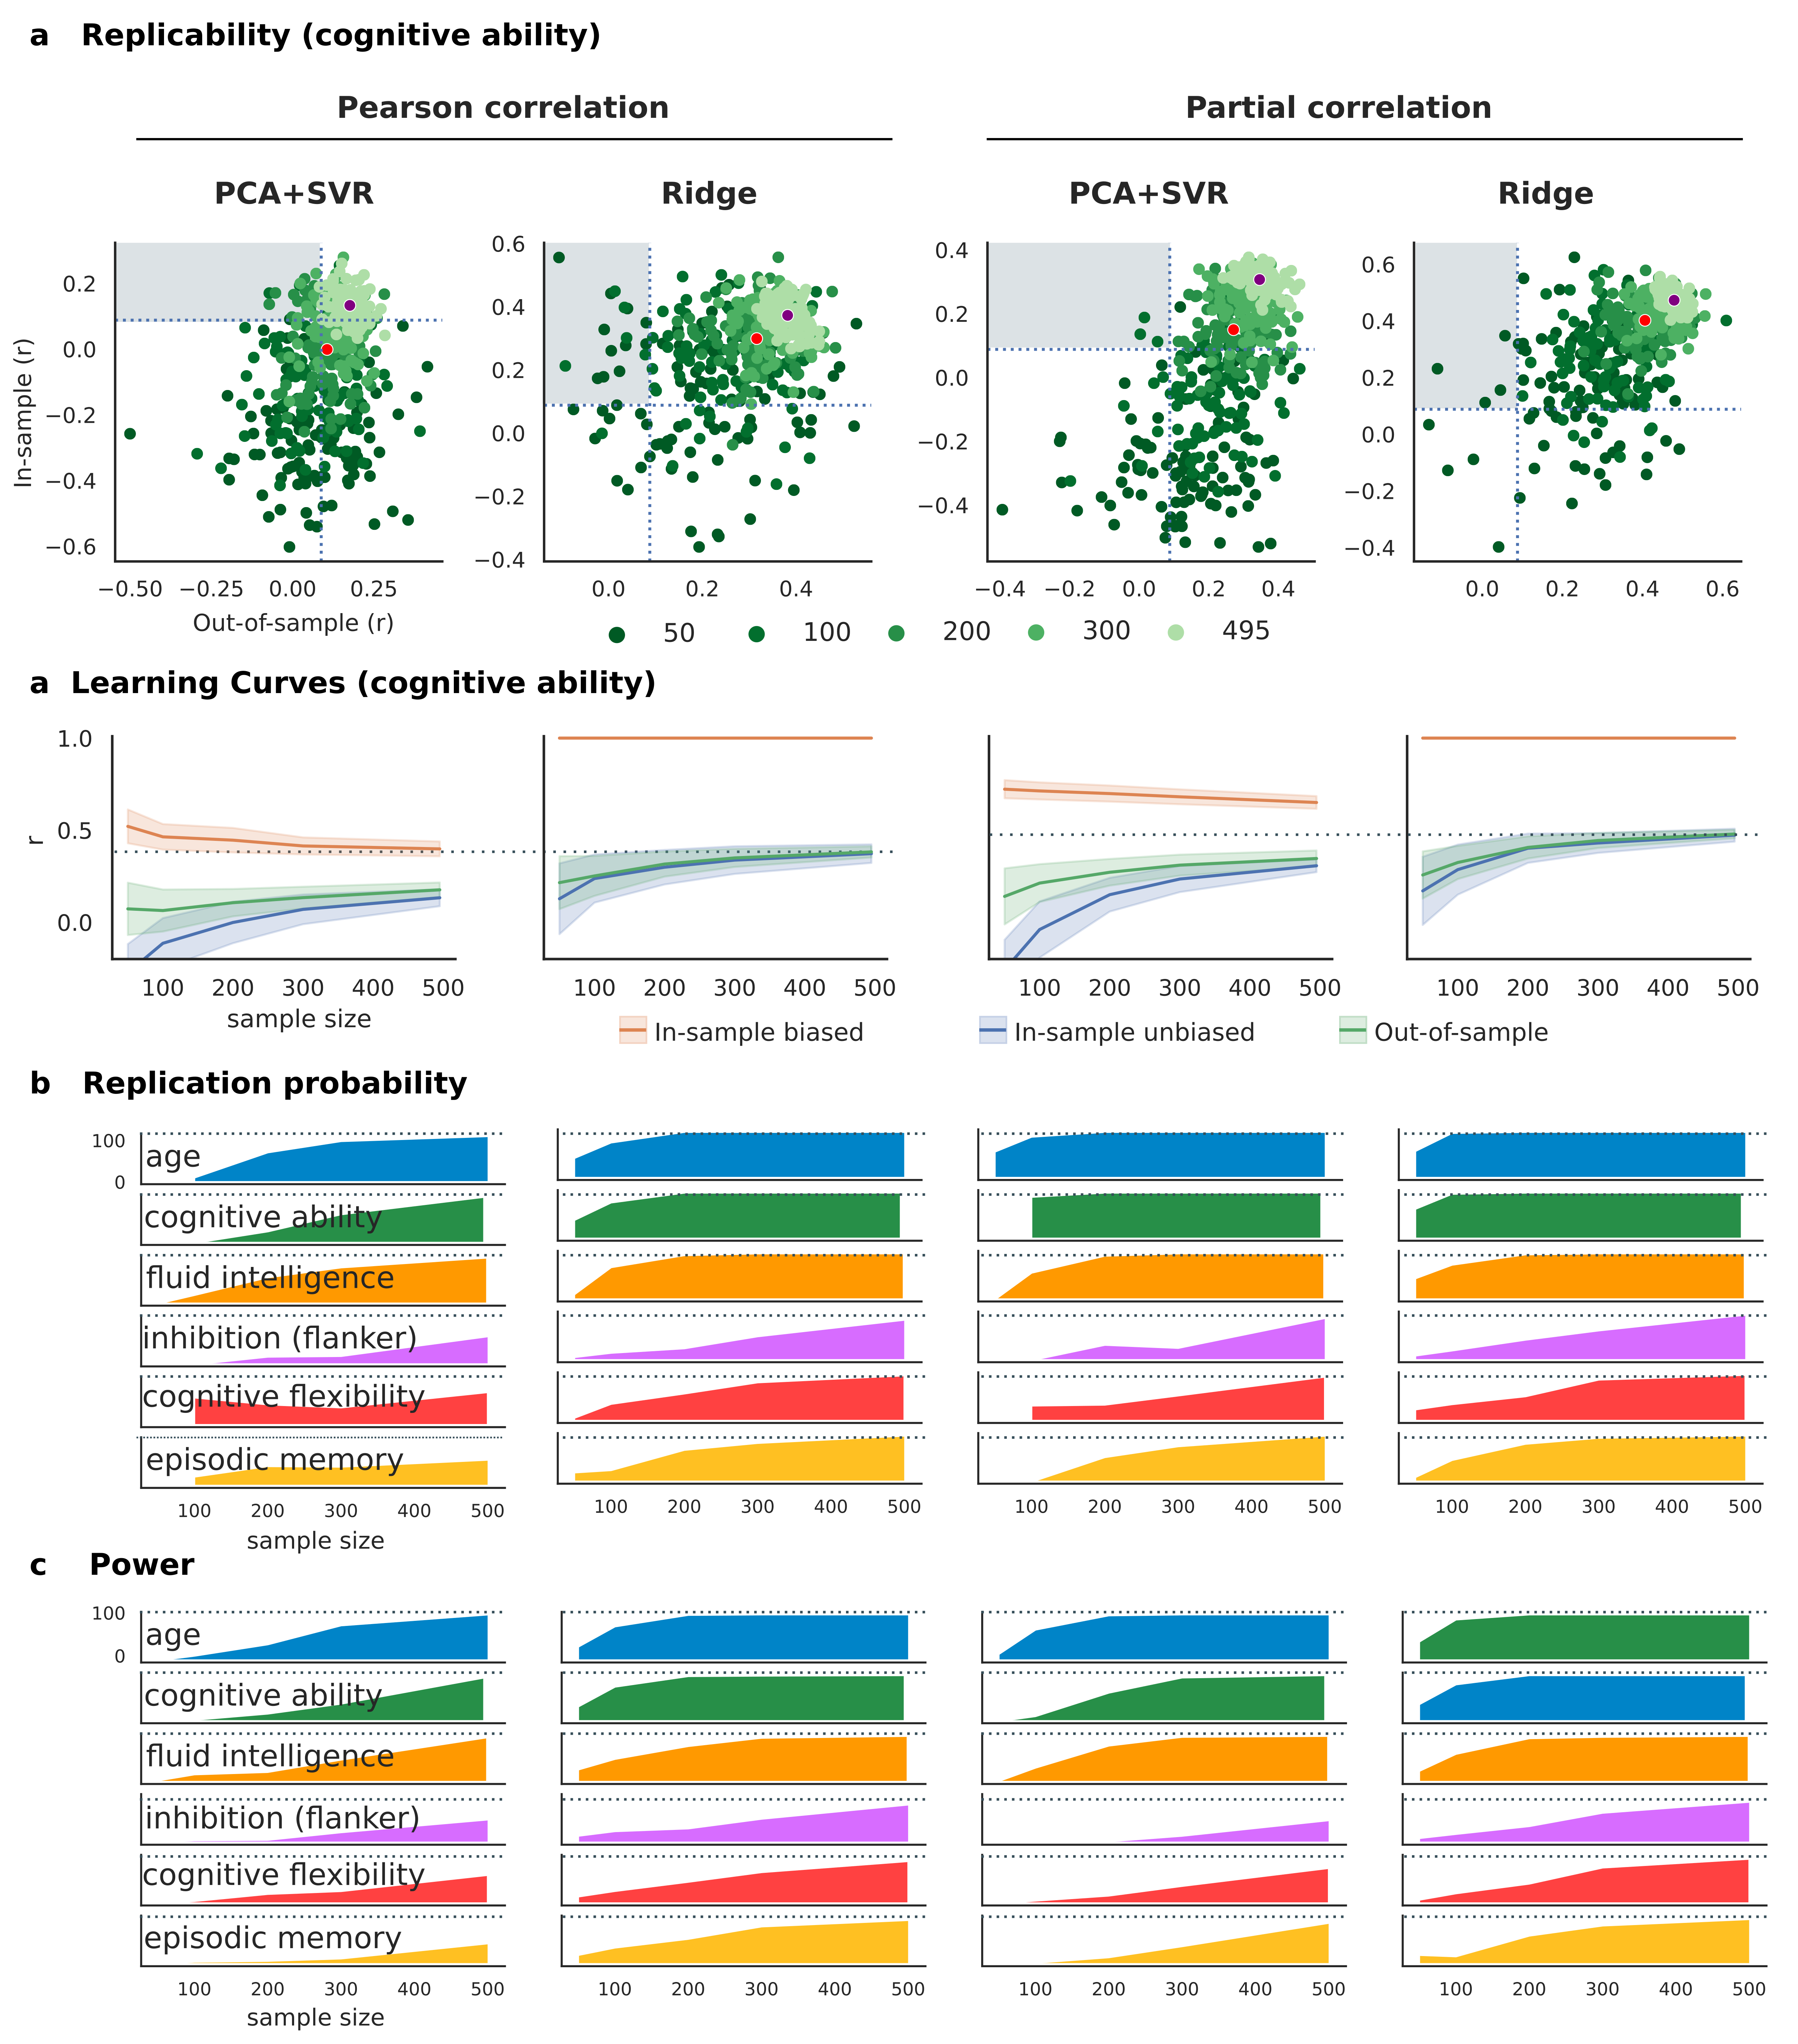 a Replicability (cognitive ability)
Pearson correlation Partial correlation
PCA+SVR Ridge PCA+SVR Ridge
In-sample (r)
0.2
0.0
−0.2
−0.4
−0.6
0.6
0.4
0.2
0.0
−0.2
−0.4
0.4
0.2
0.0
−0.2
−0.4
0.6
0.4
0.2
0.0
−0.2
−0.4
−0.50 −0.25 0.00 0.25
0.0 0.2 0.4
−0.4 −0.2 0.0 0.2 0.4
0.0 0.2 0.4 0.6
Out-of-sample (r)
50 100 200 300 495
a Learning Curves (cognitive ability)
r
1.0
0.5
0.0
100 200 300 400 500
100 200 300 400 500
100 200 300 400 500
100 200 300 400 500
sample size
In-sample biased In-sample unbiased Out-of-sample
b Replication probability
100
0
age
cognitive ability
fluid intelligence
inhibition (flanker)
cognitive flexibility
episodic memory
100 200 300 400 500
100 200 300 400 500
100 200 300 400 500
100 200 300 400 500
sample size
c Power
100
0
age
cognitive ability
fluid intelligence
inhibition (flanker)
cognitive flexibility
episodic memory
100 200 300 400 500
100 200 300 400 500
100 200 300 400 500
100 200 300 400 500
sample size